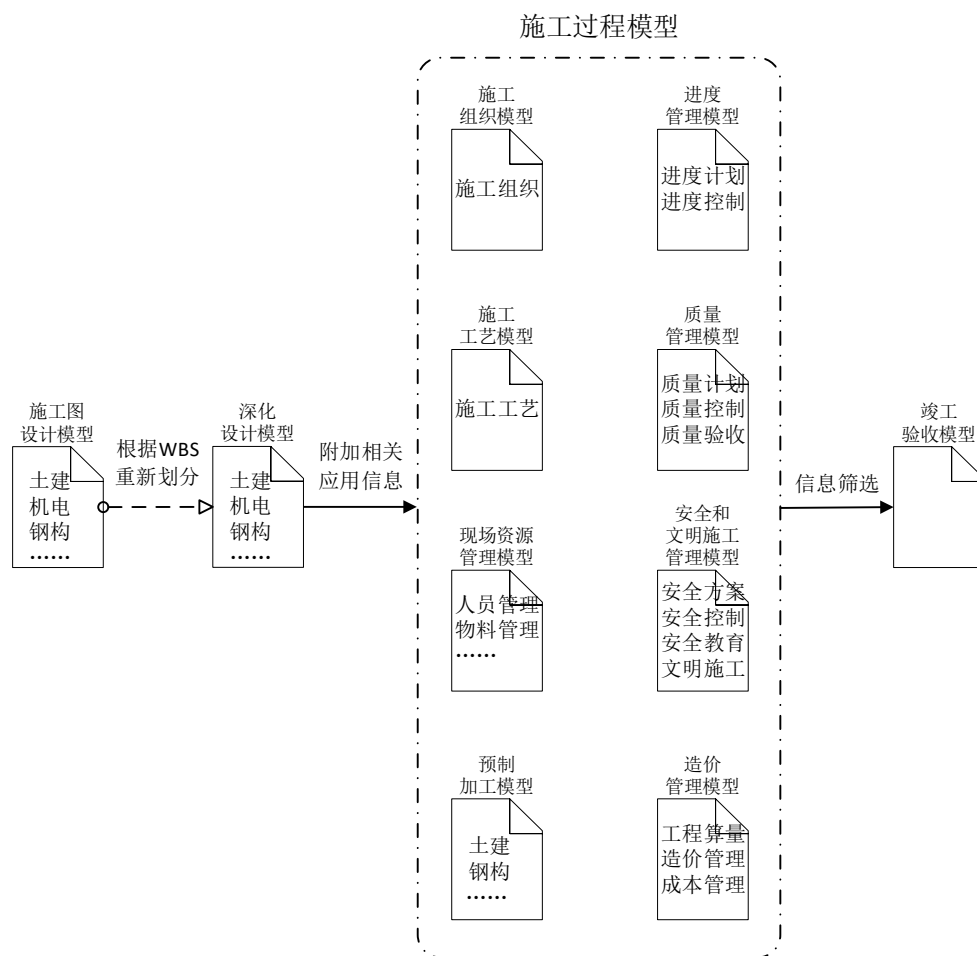 施工过程模型
施工
组织模型
施工组织
进度
管理模型
进度计划
进度控制
施工
工艺模型
施工工艺
质量
管理模型
质量计划
质量控制
质量验收
施工图
设计模型
土建
机电
钢构
……
根据WBS
重新划分
深化
设计模型
土建
机电
钢构
……
附加相关
应用信息
现场资源
管理模型
人员管理
物料管理
……
安全和
文明施工
管理模型
安全方案
安全控制
安全教育
文明施工
预制
加工模型
土建
钢构
……
造价
管理模型
工程算量
造价管理
成本管理
信息筛选
竣工
验收模型